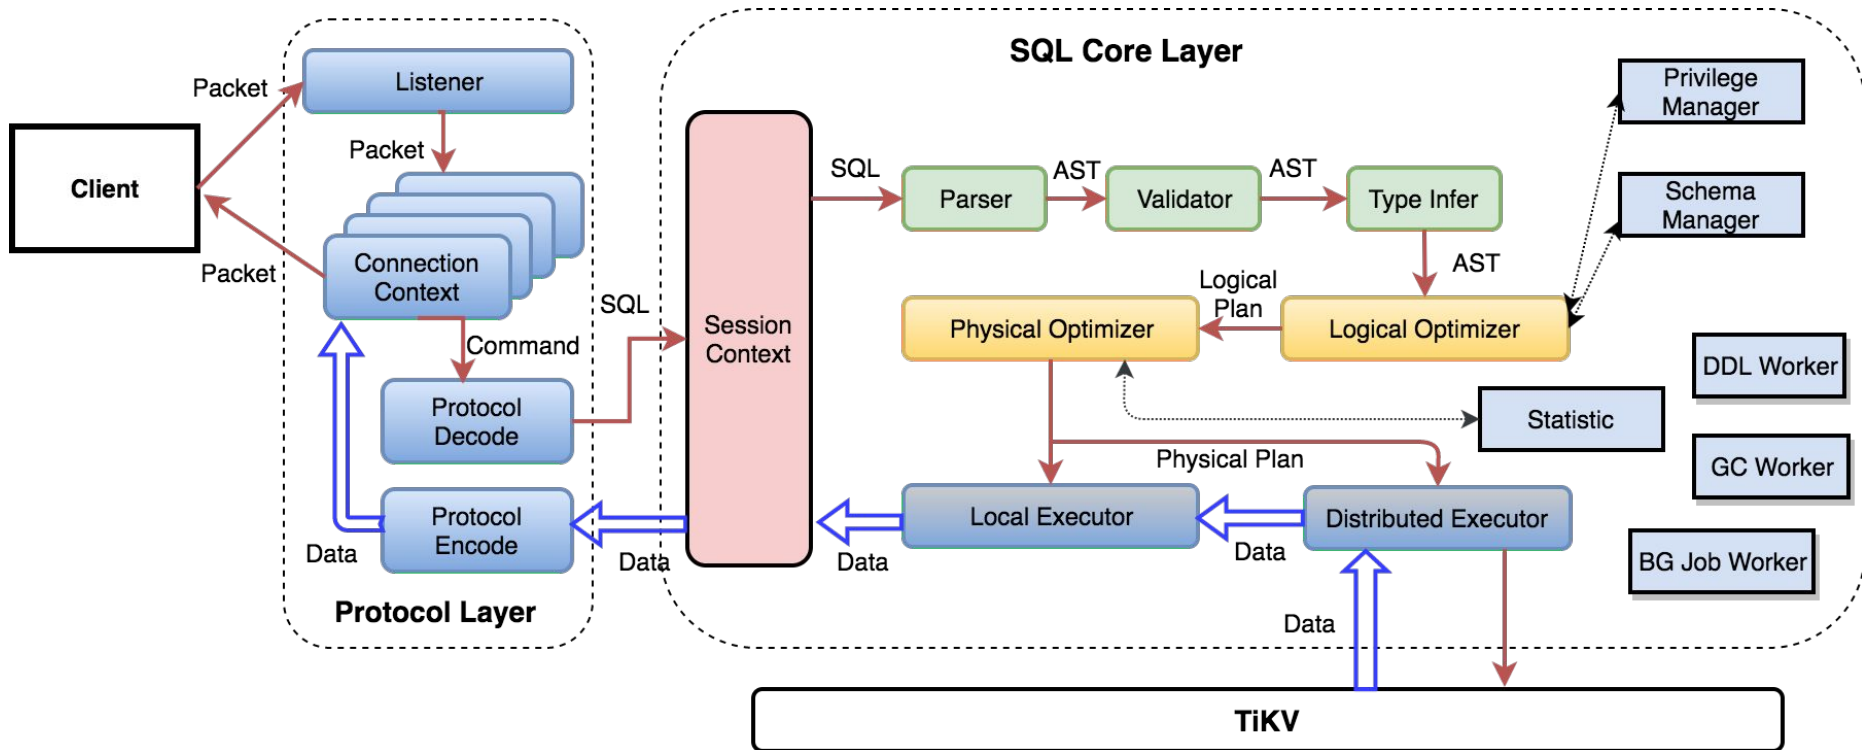 SQL Core Layer
Packet
Listener
Privilege
Manager
Client
Packet
SQL
Parser
AST
Validator
AST
Type Infer
Schema
Manager
Packet
Connection
Context
AST
Logical
Plan
SQL
Session
Context
Physical Optimizer
Logical Optimizer
Command
DDL Worker
Protocol
Decode
Statistic
Physical Plan
GC Worker
Protocol
Encode
Local Executor
Distributed Executor
Data
Data
Data
Data
BG Job Worker
Protocol Layer
Data
TiKV